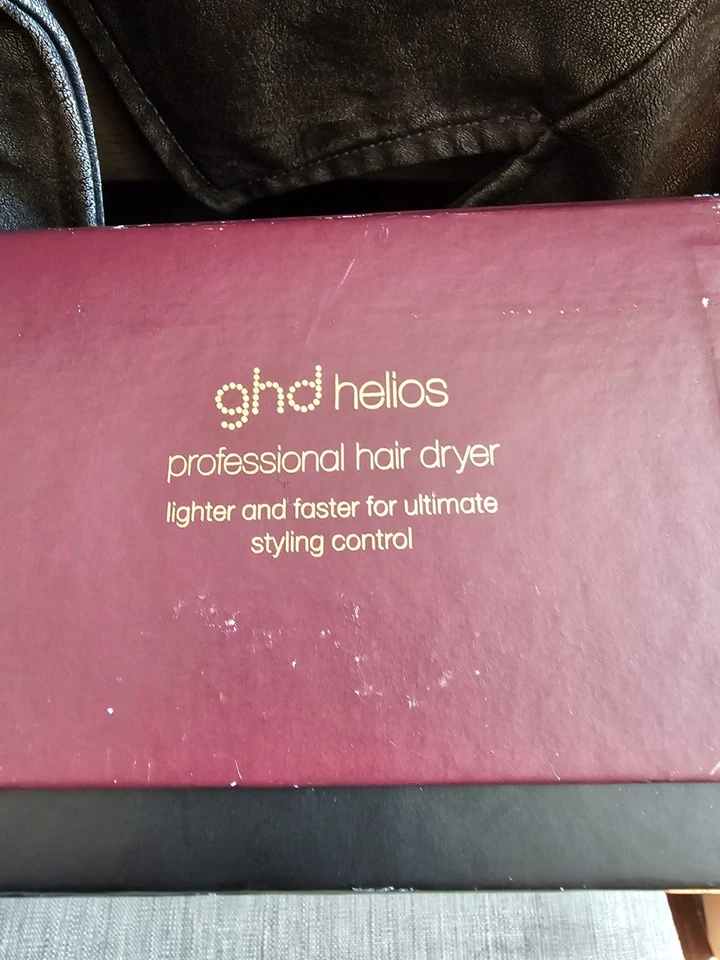 ghd helios
professional hair dryer
lighter and faster for ultimate
styling control